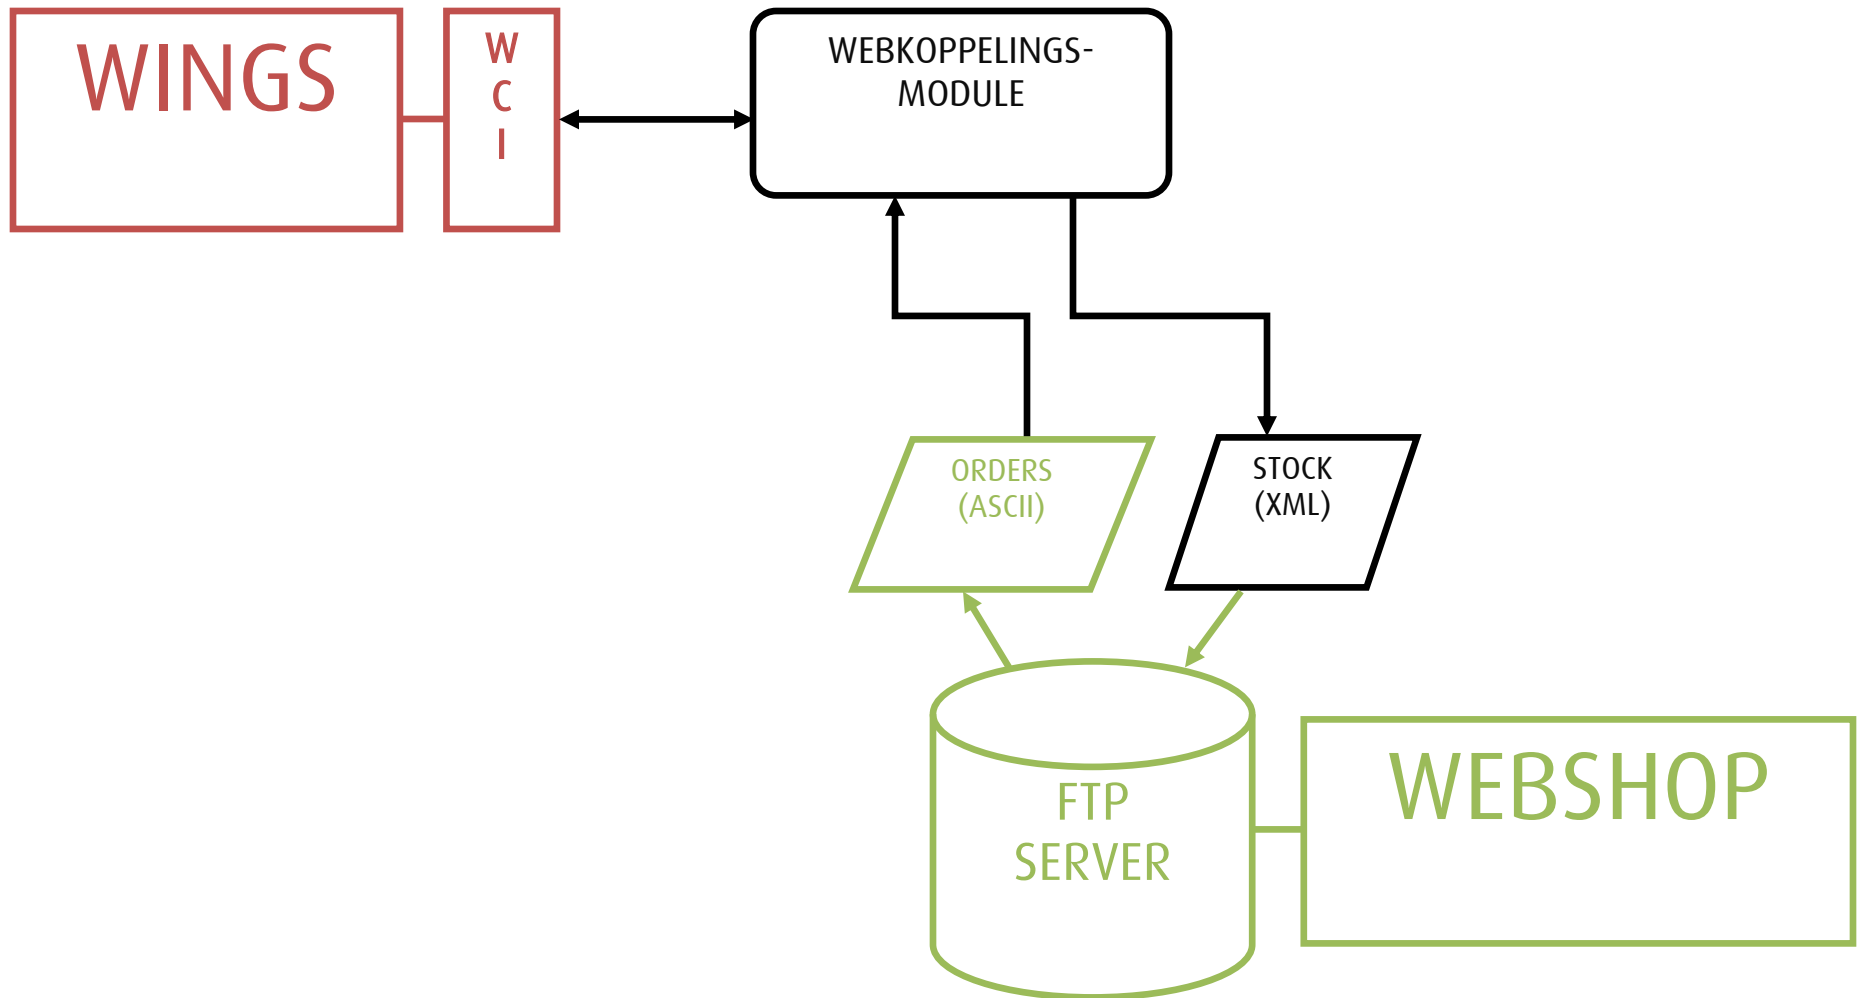 WINGS
W
C
I
WEBKOPPELINGS-
MODULE
ORDERS
(ASCII)
STOCK
(XML)
FTP
SERVER
WEBSHOP